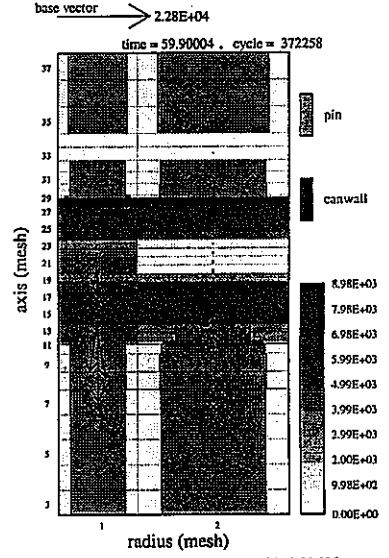 base vector
2.28E+04
time = 59.90004 , cycle = 372258
37
35
33
31
29
27
25
23
21
19
17
15
13
11
9
7
5
3
axis (mesh)
1
2
radius (mesh)
pin
canwall
8.98E+03
7.98E+03
6.98E+03
5.99E+03
4.99E+03
3.99E+03
2.99E+03
2.00E+03
9.98E+02
0.00E+00